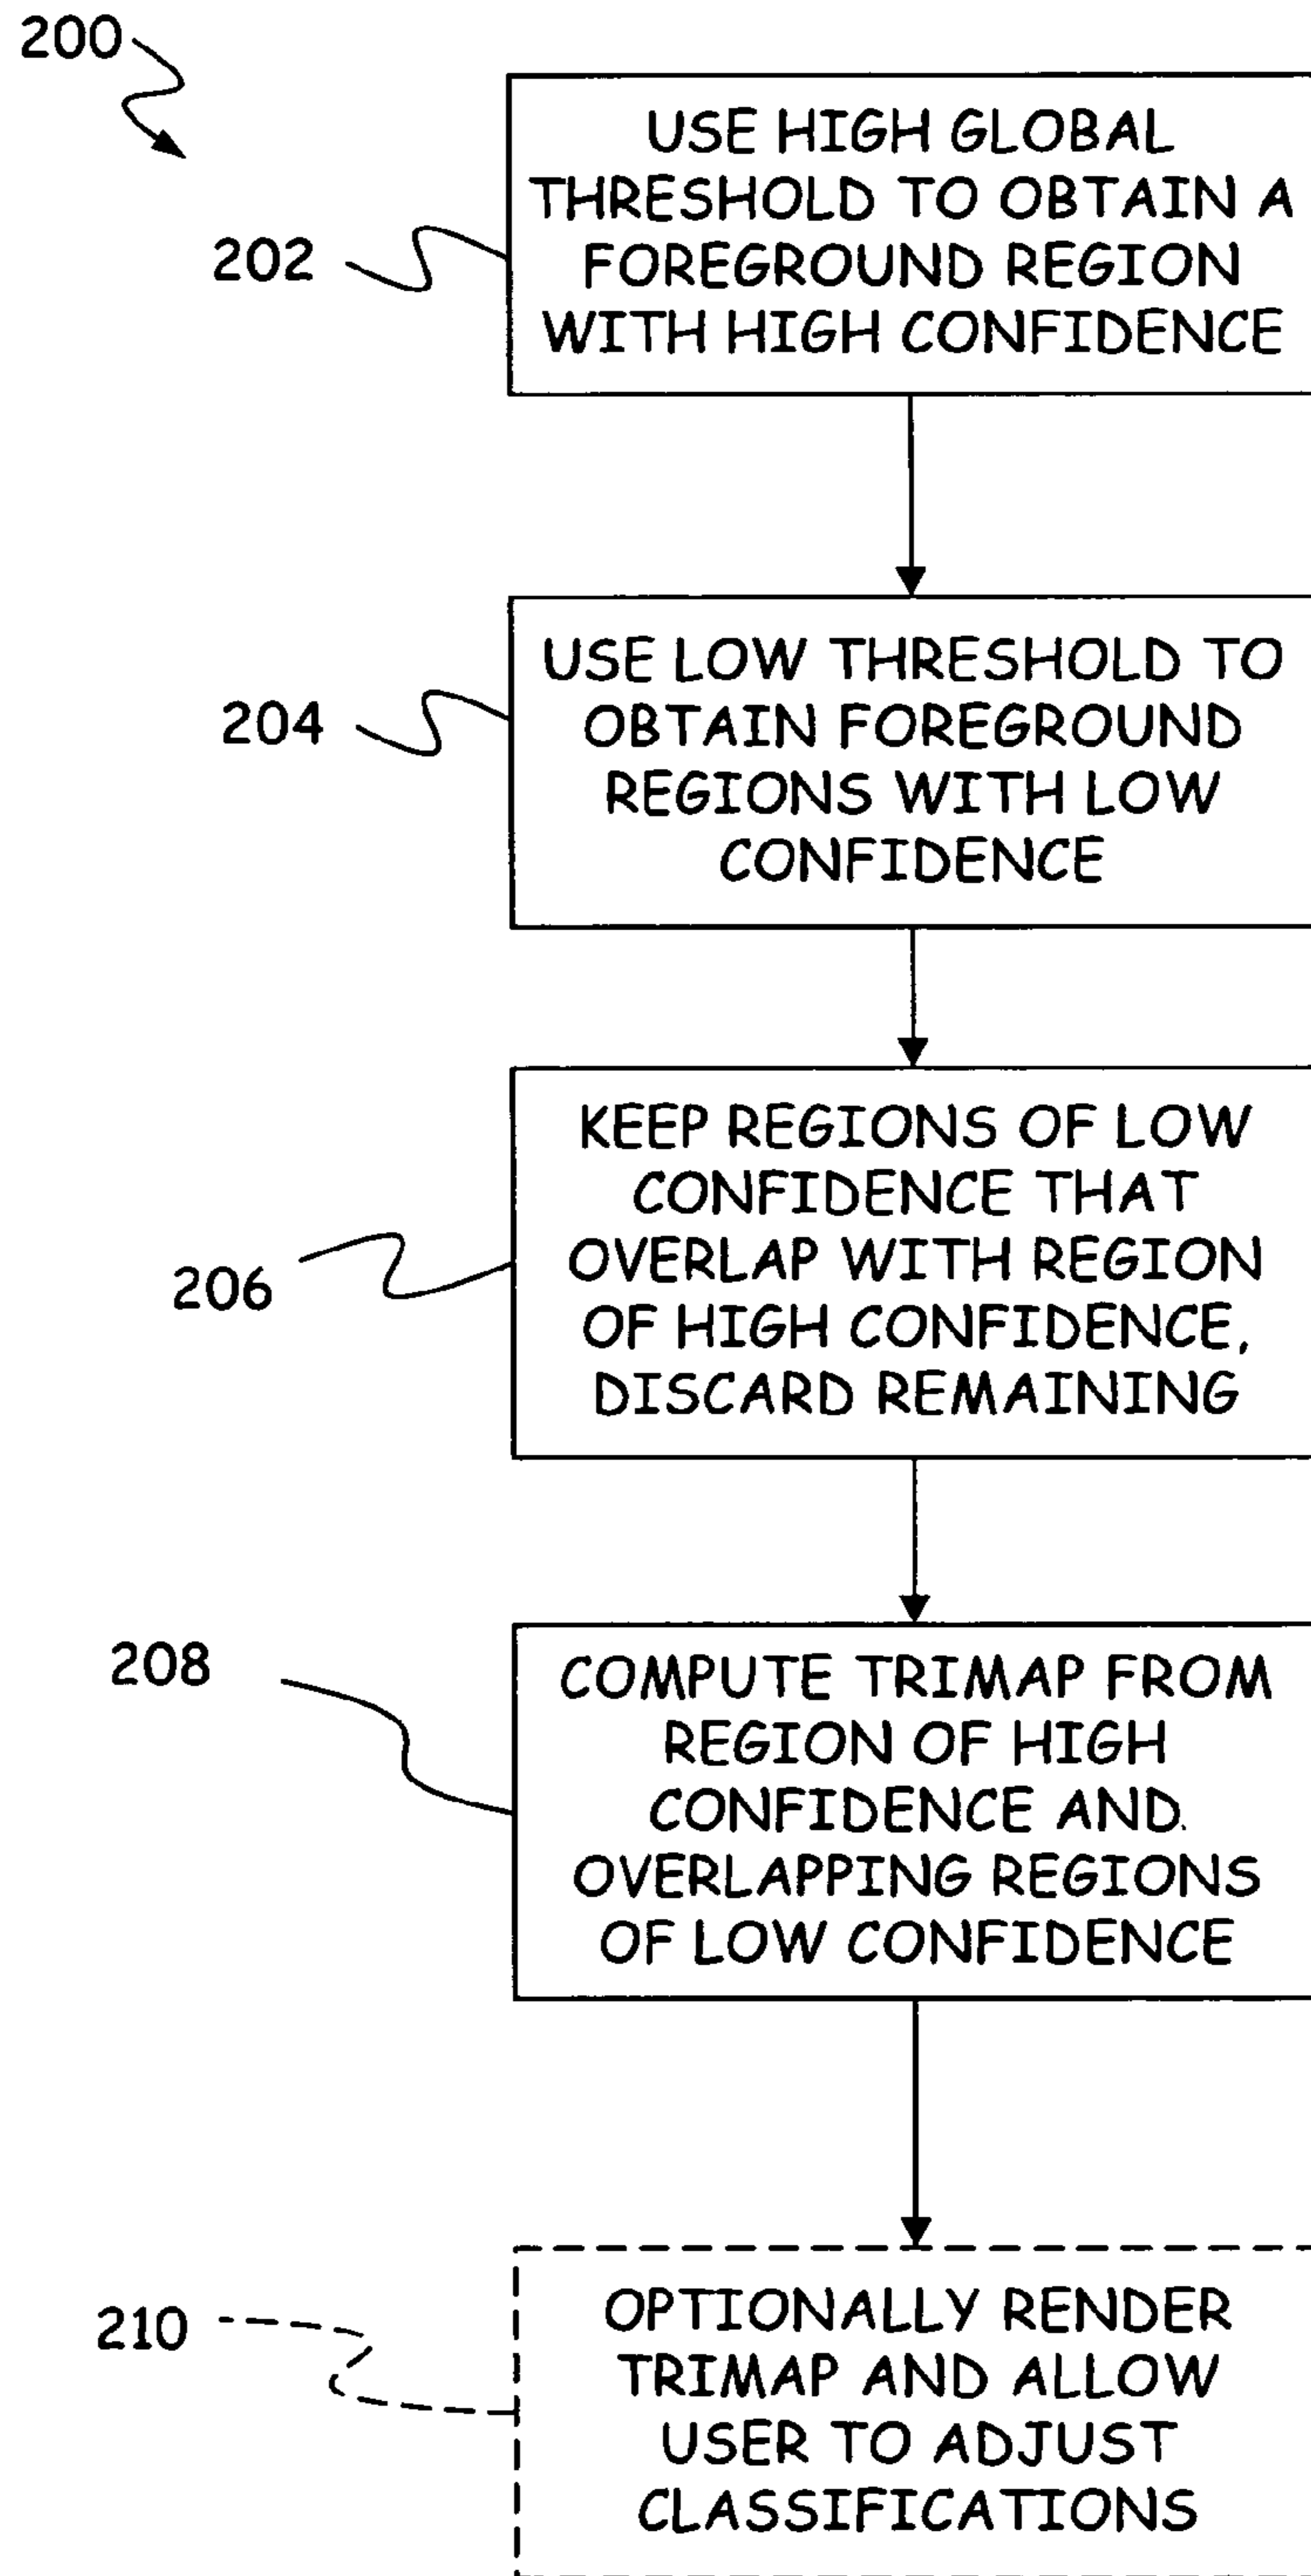 200
USE HIGH GLOBAL
THRESHOLD TO OBTAIN A
FOREGROUND REGION
WITH HIGH CONFIDENCE
202
USE LOW THRESHOLD TO
OBTAIN FOREGROUND
REGIONS WITH LOW
CONFIDENCE
204
KEEP REGIONS OF LOW
CONFIDENCE THAT
OVERLAP WITH REGION
OF HIGH CONFIDENCE,
DISCARD REMAINING
206
COMPUTE TRIMAP FROM
REGION OF HIGH
CONFIDENCE AND
OVERLAPPING REGIONS
OF LOW CONFIDENCE
208
OPTIONALLY RENDER
TRIMAP AND ALLOW
USER TO ADJUST
CLASSIFICATIONS
210